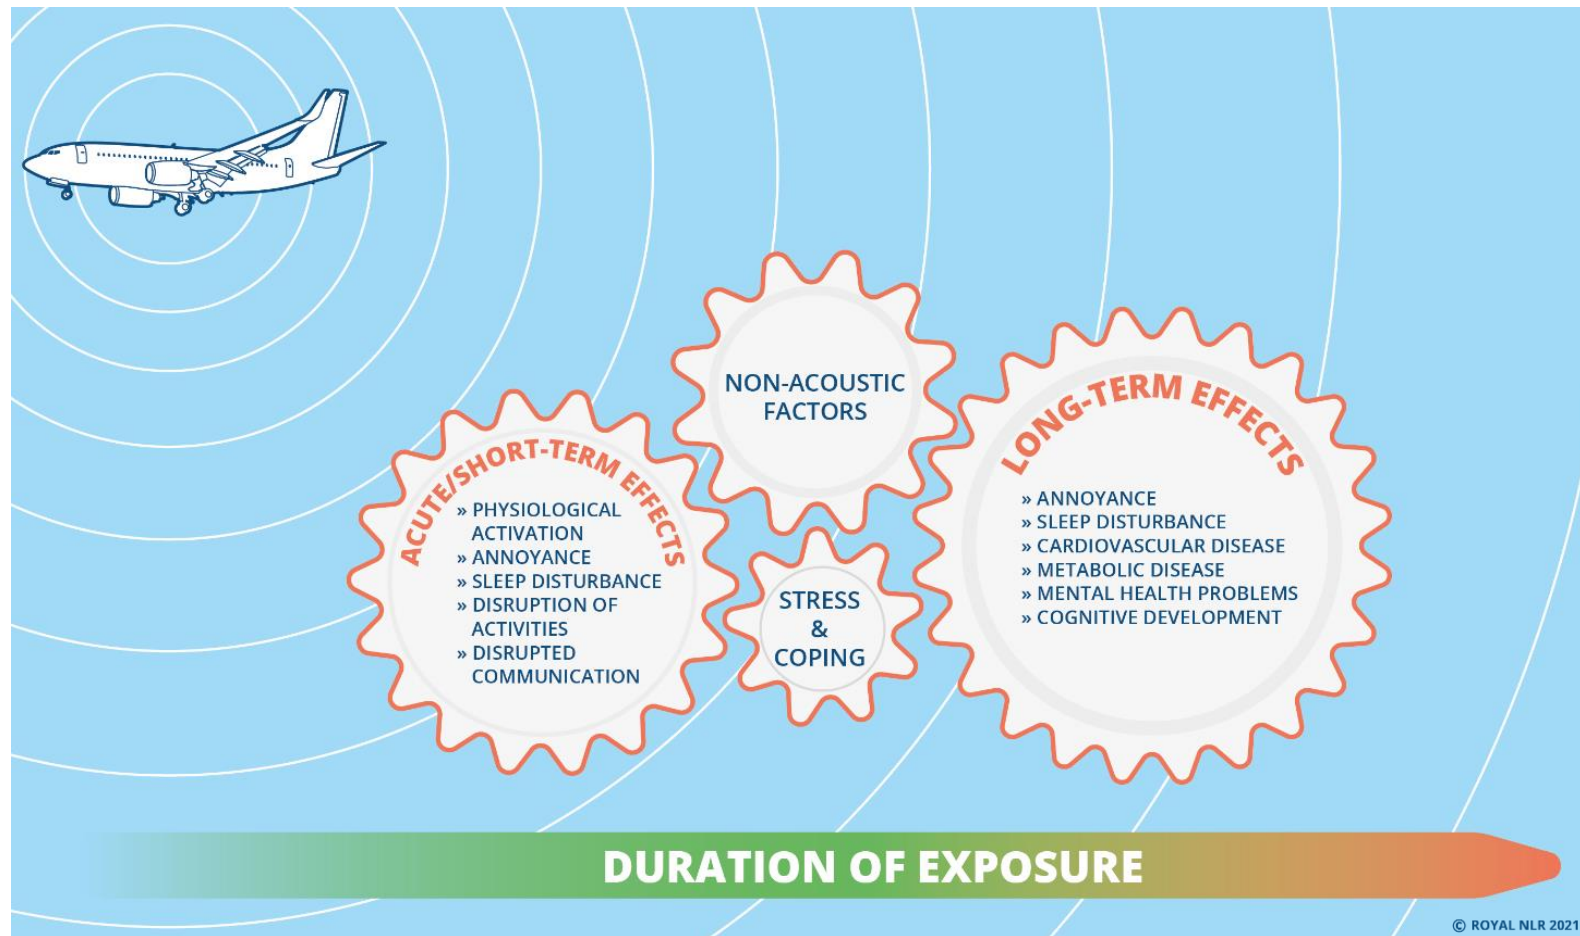 NON-ACOUSTIC
FACTORS
ACUTE/SHORT-TERM EFFECTS
» PHYSIOLOGICAL
ACTIVATION
» ANNOYANCE
» SLEEP DISTURBANCE
» DISRUPTION OF
ACTIVITIES
» DISRUPTED
COMMUNICATION
STRESS
&
COPING
LONG-TERM EFFECTS
» ANNOYANCE
» SLEEP DISTURBANCE
» CARDIOVASCULAR DISEASE
» METABOLIC DISEASE
» MENTAL HEALTH PROBLEMS
» COGNITIVE DEVELOPMENT
DURATION OF EXPOSURE
© ROYAL NLR 2021